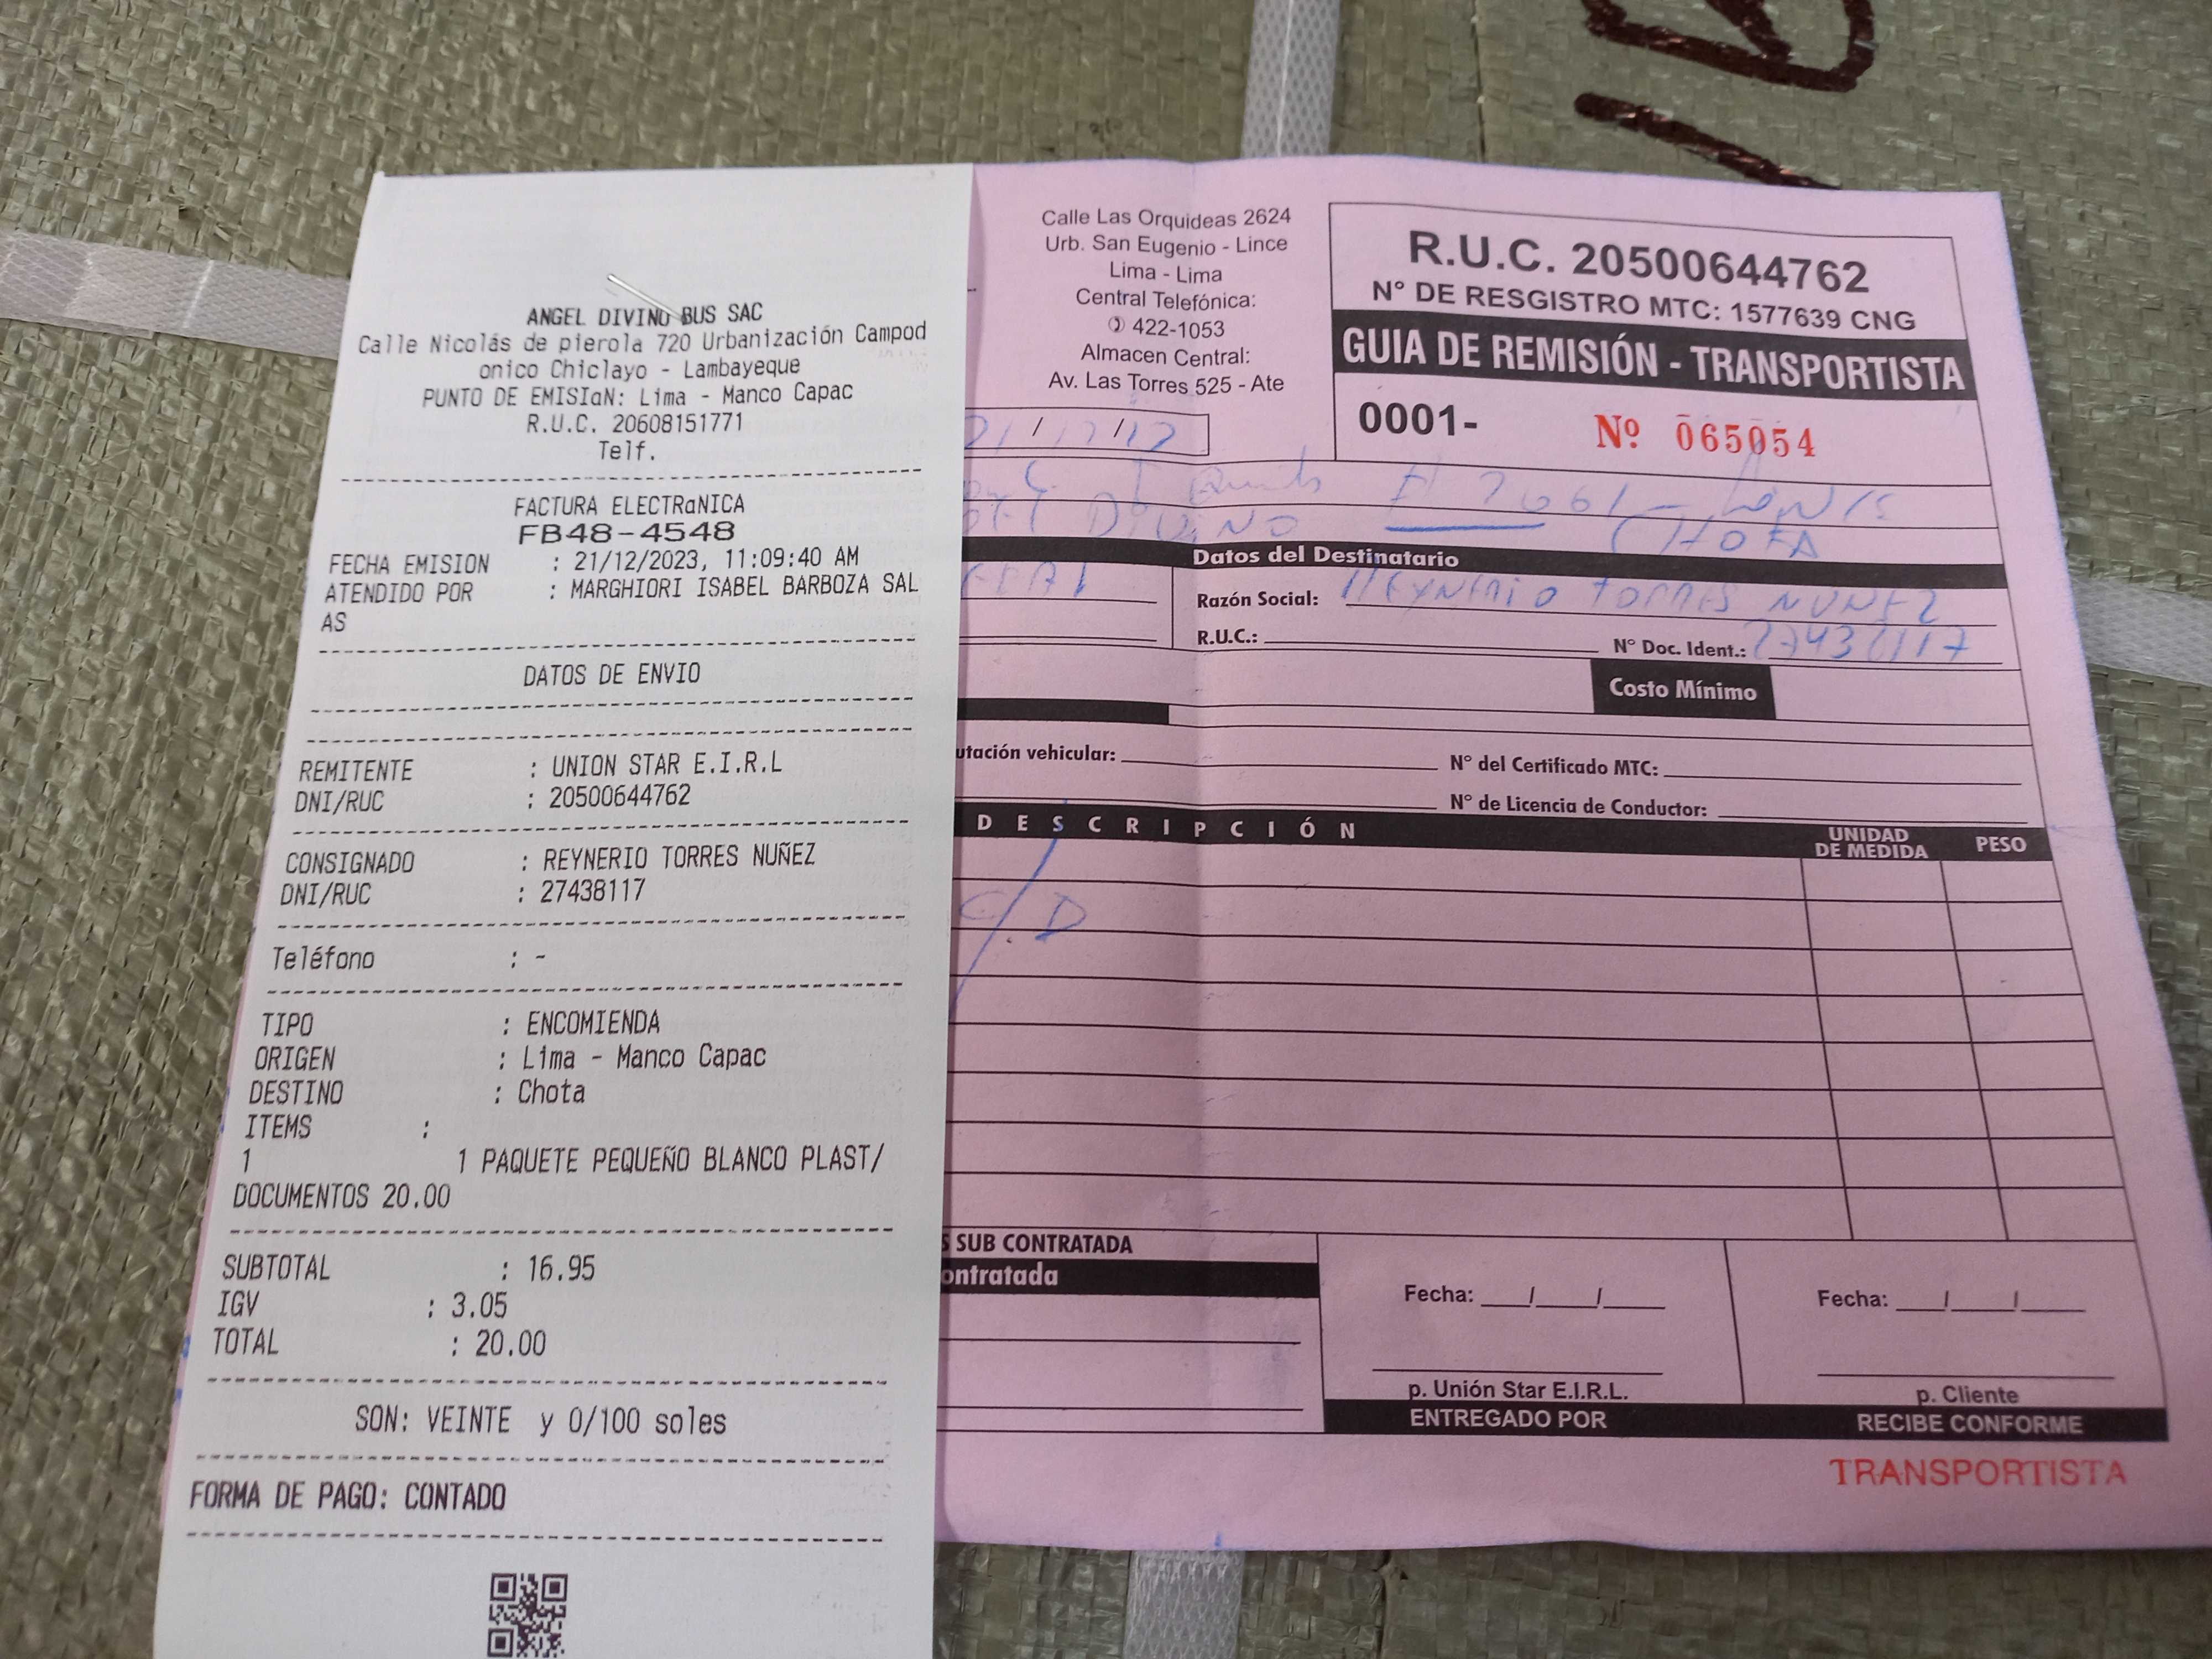 ANGEL DIVINO BUS SAC
Calle Nicolás de pierola 720 Urbanización Campod
onico Chiclayo - Lambayeque
PUNTO DE EMISIaN: Lima - Manco Capac
R.U.C. 20608151771
Telf.
FACTURA ELECTRaNICA
FB48-4548
FECHA EMISION : 21/12/2023, 11:09:40 AM
ATENDIDO POR : MARGHIORI ISABEL BARBOZA SAL
AS
DATOS DE ENVIO
REMITENTE : UNION STAR E.I.R.L
DNI/RUC : 20500644762
CONSIGNADO : REYNERIO TORRES NUÑEZ
DNI/RUC : 27438117
Teléfono : -
TIPO : ENCOMIENDA
ORIGEN : Lima - Manco Capac
DESTINO : Chota
ITEMS :
1 1 PAQUETE PEQUEÑO BLANCO PLAST/
DOCUMENTOS 20.00
SUBTOTAL : 16.95
IGV : 3.05
TOTAL : 20.00
SON: VEINTE y 0/100 soles
FORMA DE PAGO: CONTADO
Calle Las Orquideas 2624
Urb. San Eugenio - Lince
Lima - Lima
Central Telefónica:
422-1053
Almacen Central:
Av. Las Torres 525 - Ate
R.U.C. 20500644762
N° DE RESGISTRO MTC: 1577639 CNG
GUIA DE REMISIÓN - TRANSPORTISTA
0001- Nº 065054
DIVINO
CHOTA
Datos del Destinatario
Razón Social: REYNERIO TORRES NUNEZ
R.U.C.: N° Doc. Ident.: 27438117
Costo Mínimo
utación vehicular: N° del Certificado MTC:
N° de Licencia de Conductor:
DESCRIPCIÓN UNIDAD DE MEDIDA PESO
C/D
S SUB CONTRATADA
ontratada
Fecha: / /
p. Unión Star E.I.R.L.
ENTREGADO POR
Fecha: / /
p. Cliente
RECIBE CONFORME
TRANSPORTISTA